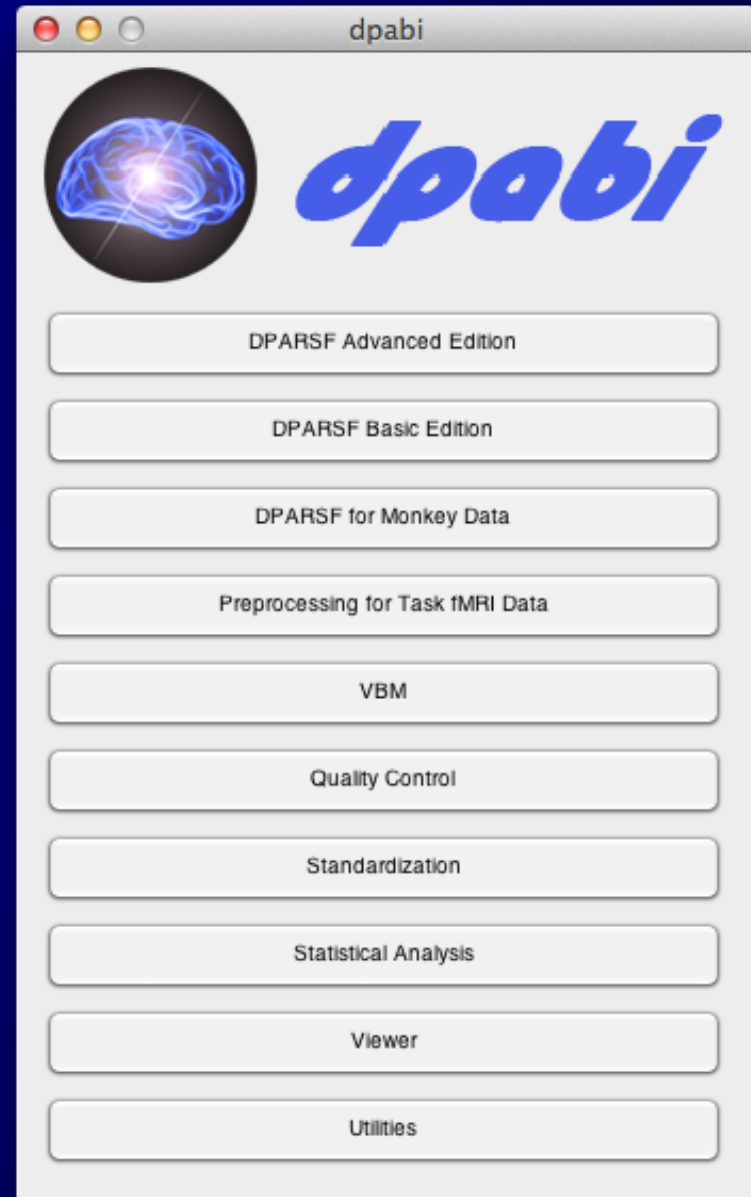 dpabi
dpabi
DPARSF Advanced Edition
DPARSF Basic Edition
DPARSF for Monkey Data
Preprocessing for Task fMRI Data
VBM
Quality Control
Standardization
Statistical Analysis
Viewer
Utilities